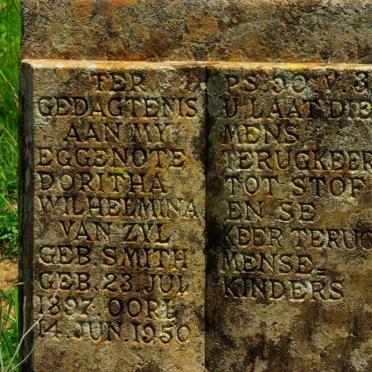 TER
GEDAGTENIS
AAN MY
EGGENOTE
DORITHA
WILHELMINA
VAN ZYL
GEB SMITH
GEB. 23. JUL
1897. OORL
14. JUN 1950
PS. 90 V. 3
U LAAT DIE
MENS
TERUGKEER
TOT STOF
EN SE
KEER TERUG
MENSE-
KINDERS